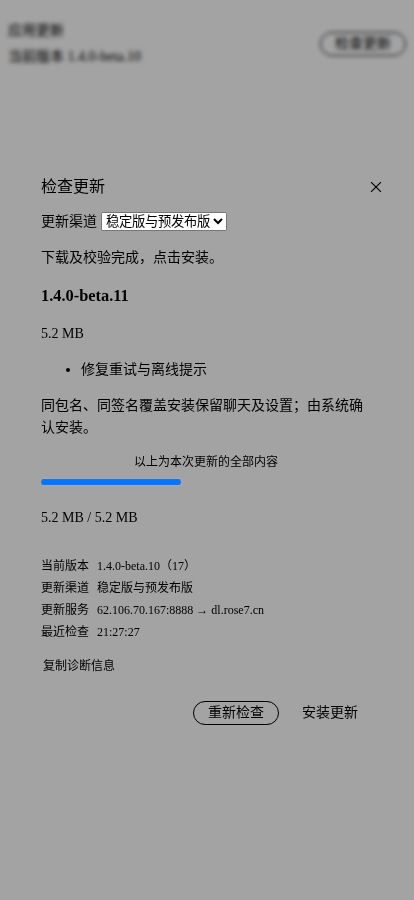 应用更新
当前版本 1.4.0-beta.10
检查更新
检查更新
更新渠道 稳定版与预发布版
下载及校验完成，点击安装。
1.4.0-beta.11
5.2 MB
• 修复重试与离线提示
同包名、同签名覆盖安装保留聊天及设置；由系统确
认安装。
以上为本次更新的全部内容
5.2 MB / 5.2 MB
当前版本 1.4.0-beta.10（17）
更新渠道 稳定版与预发布版
更新服务 62.106.70.167:8888 → dl.rose7.cn
最近检查 21:27:27
复制诊断信息
重新检查 安装更新